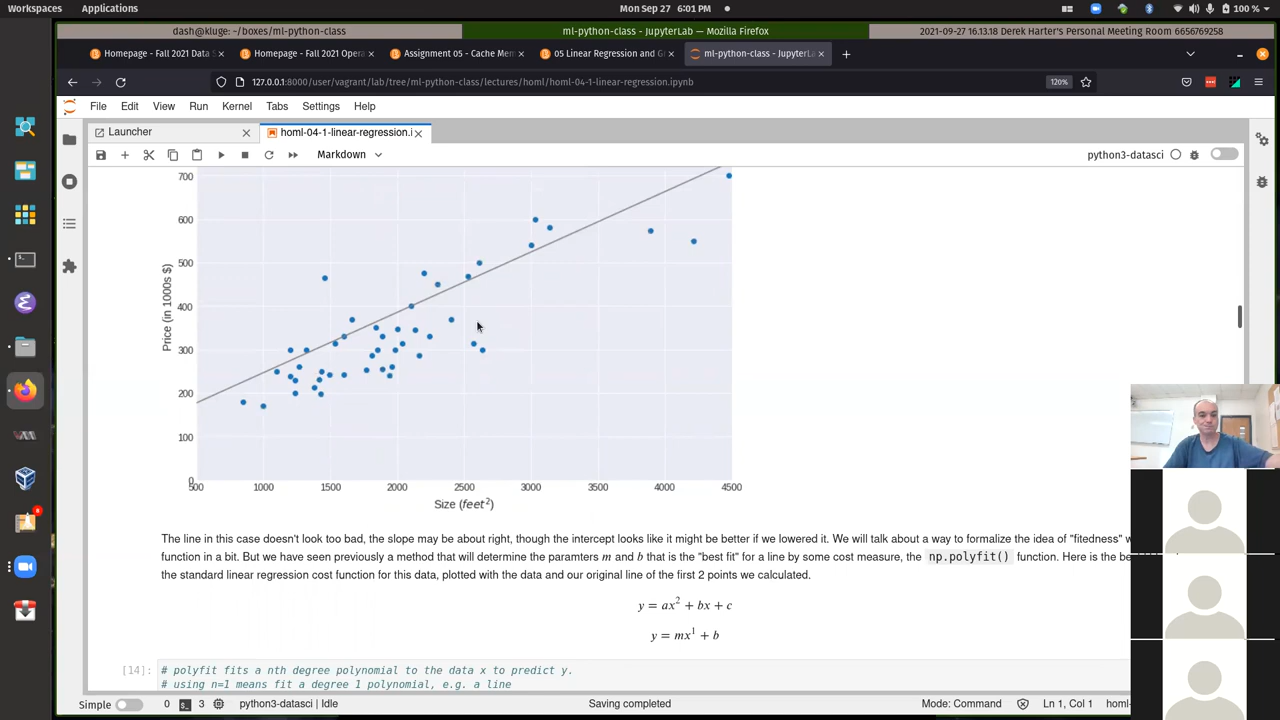 Workspaces Applications Mon Sep 27 6:01 PM 100 %
dash@kluge: ~/boxes/ml-python-class ml-python-class - JupyterLab — Mozilla Firefox 2021-09-27 16.13.18 Derek Harter's Personal Meeting Room 6656769258
Homepage - Fall 2021 Data S Homepage - Fall 2021 Opera Assignment 05 - Cache Mem 05 Linear Regression and G ml-python-class - JupyterLab
127.0.0.1:8000/user/vagrant/lab/tree/ml-python-class/lectures/homl/homl-04-1-linear-regression.ipynb 120%
File Edit View Run Kernel Tabs Settings Help
Launcher homl-04-1-linear-regression.i
Markdown python3-datasci
700
600
500
400
300
200
100
0
Price (in 1000s $)
500 1000 1500 2000 2500 3000 3500 4000 4500
Size (feet²)
The line in this case doesn't look too bad, the slope may be about right, though the intercept looks like it might be better if we lowered it. We will talk about a way to formalize the idea of "fitedness" w
function in a bit. But we have seen previously a method that will determine the paramters m and b that is the "best fit" for a line by some cost measure, the np.polyfit() function. Here is the be
the standard linear regression cost function for this data, plotted with the data and our original line of the first 2 points we calculated.
y = ax² + bx + c
y = mx¹ + b
[14]: # polyfit fits a nth degree polynomial to the data x to predict y.
# using n=1 means fit a degree 1 polynomial, e.g. a line
Simple 0 3 python3-datasci | Idle Saving completed Mode: Command Ln 1, Col 1 homl-